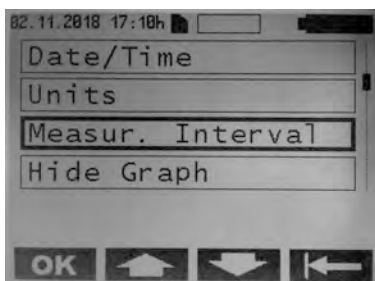 02.11.2018 17:10h
Date/Time
Units
Measur. Interval
Hide Graph
OK